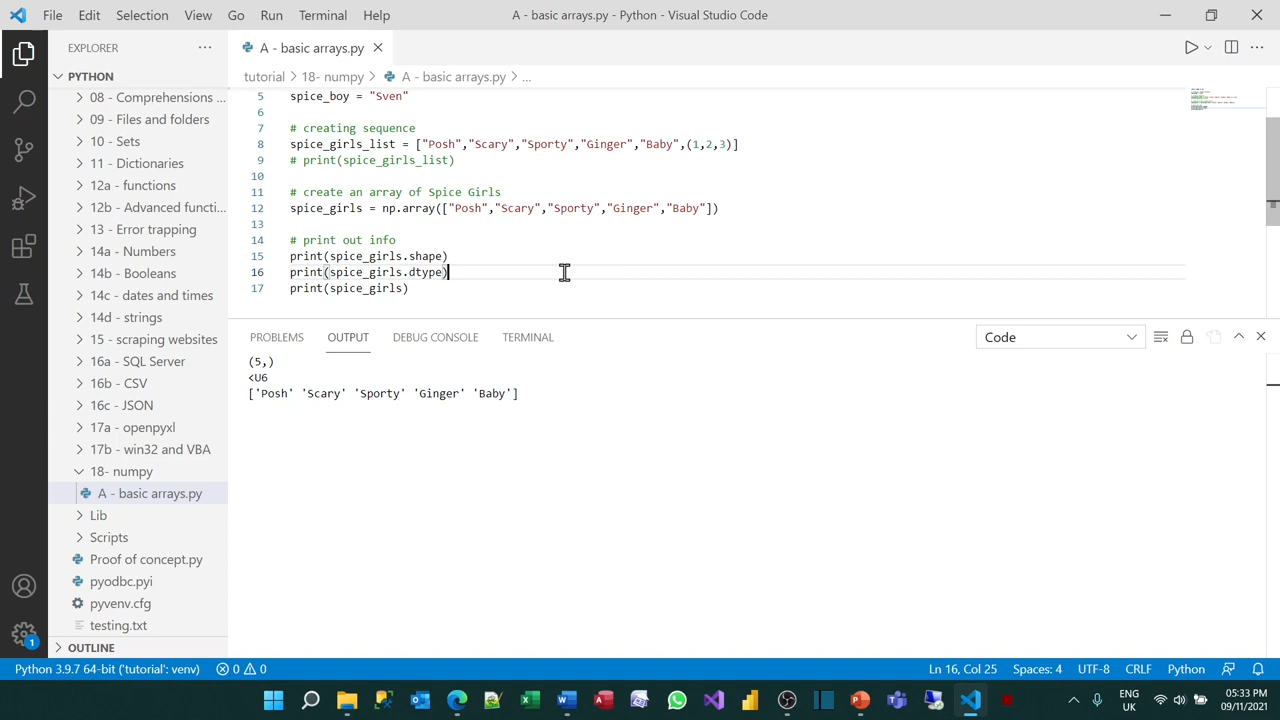 File Edit Selection View Go Run Terminal Help A - basic arrays.py - Python - Visual Studio Code
EXPLORER ···
A - basic arrays.py
PYTHON
tutorial > 18- numpy > A - basic arrays.py > ...
08 - Comprehensions ...
09 - Files and folders
10 - Sets
11 - Dictionaries
12a - functions
12b - Advanced functi...
13 - Error trapping
14a - Numbers
14b - Booleans
14c - dates and times
14d - strings
15 - scraping websites
16a - SQL Server
16b - CSV
16c - JSON
17a - openpyxl
17b - win32 and VBA
18- numpy
A - basic arrays.py
Lib
Scripts
Proof of concept.py
pyodbc.pyi
pyvenv.cfg
testing.txt
OUTLINE
5 spice_boy = "Sven"
6
7 # creating sequence
8 spice_girls_list = ["Posh","Scary","Sporty","Ginger","Baby",(1,2,3)]
9 # print(spice_girls_list)
10
11 # create an array of Spice Girls
12 spice_girls = np.array(["Posh","Scary","Sporty","Ginger","Baby"])
13
14 # print out info
15 print(spice_girls.shape)
16 print(spice_girls.dtype)
17 print(spice_girls)
PROBLEMS OUTPUT DEBUG CONSOLE TERMINAL Code
(5,)
<U6
['Posh' 'Scary' 'Sporty' 'Ginger' 'Baby']
1
Python 3.9.7 64-bit ('tutorial': venv) 0 0 Ln 16, Col 25 Spaces: 4 UTF-8 CRLF Python
ENG
UK
05:33 PM
09/11/2021